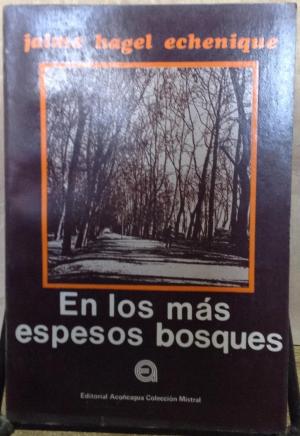 jaime hagel echenique
En los más
espesos bosques
Editorial Aconcagua Colección Mistral